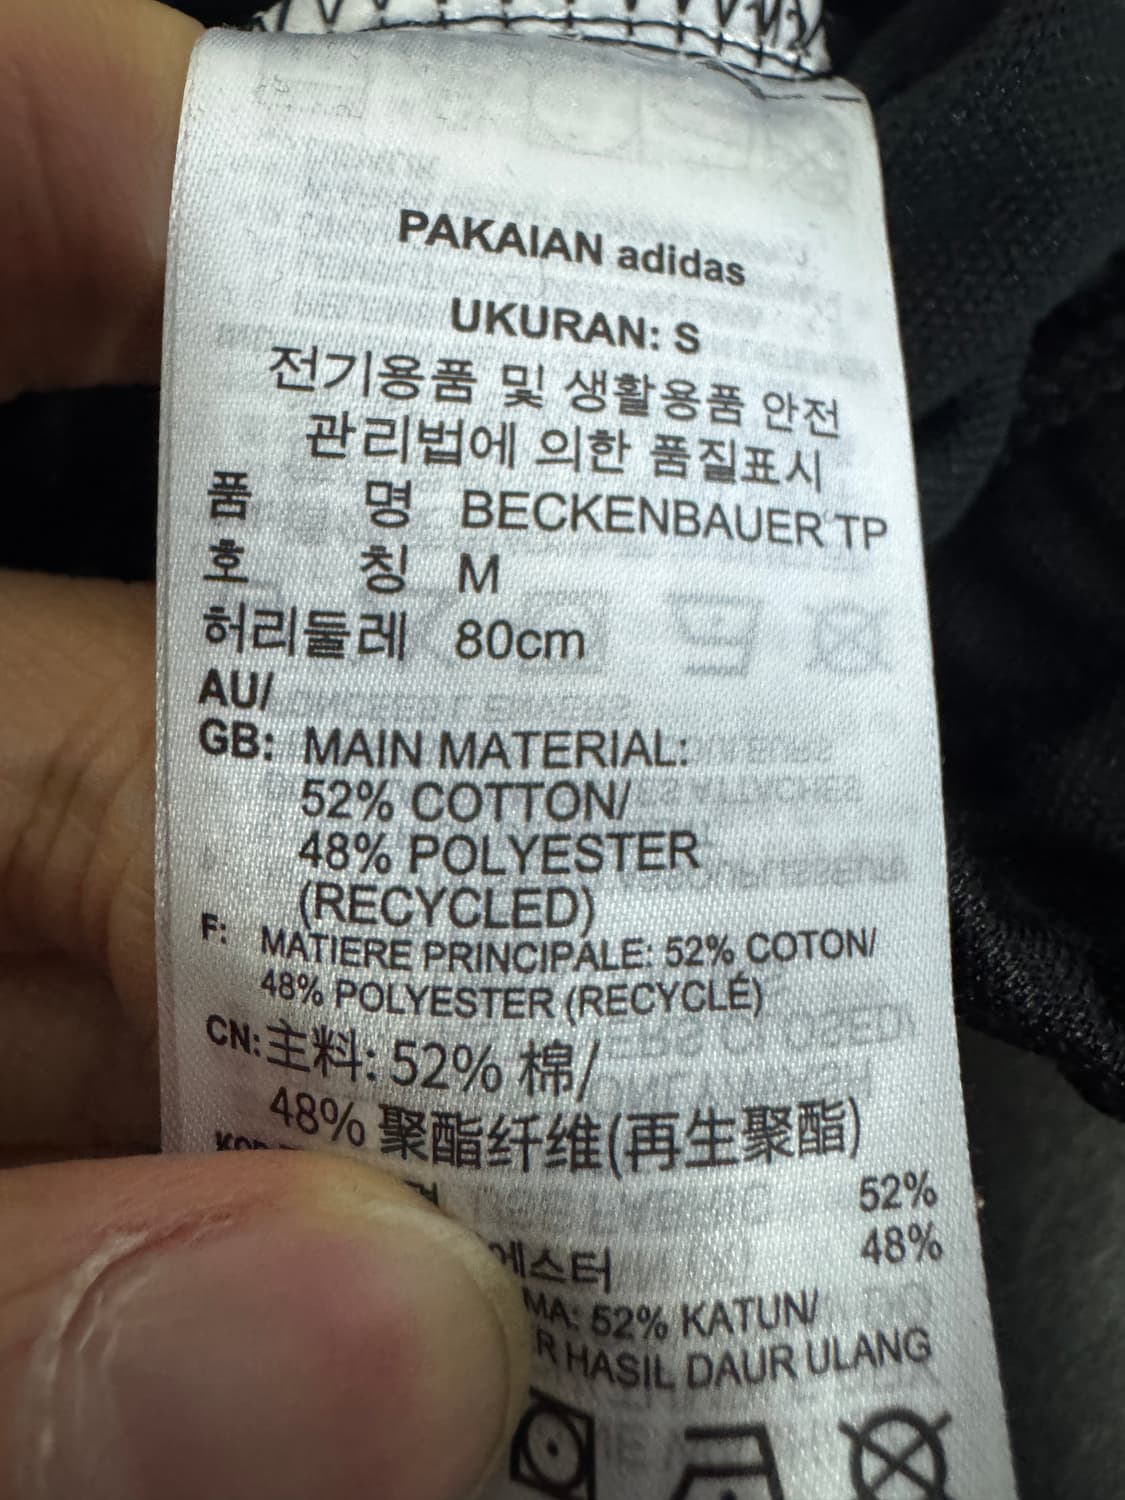 PAKAIAN adidas
UKURAN: S
전기용품 및 생활용품 안전
관리법에 의한 품질표시
품 명 BECKENBAUER TP
호 칭 M
허리둘레 80cm
AU/
GB: MAIN MATERIAL:
52% COTTON/
48% POLYESTER
(RECYCLED)
F: MATIERE PRINCIPALE: 52% COTON/
48% POLYESTER (RECYCLÉ)
CN: 主料: 52% 棉/
48% 聚酯纤维(再生聚酯)
52%
에스터 48%
MA: 52% KATUN/
R HASIL DAUR ULANG